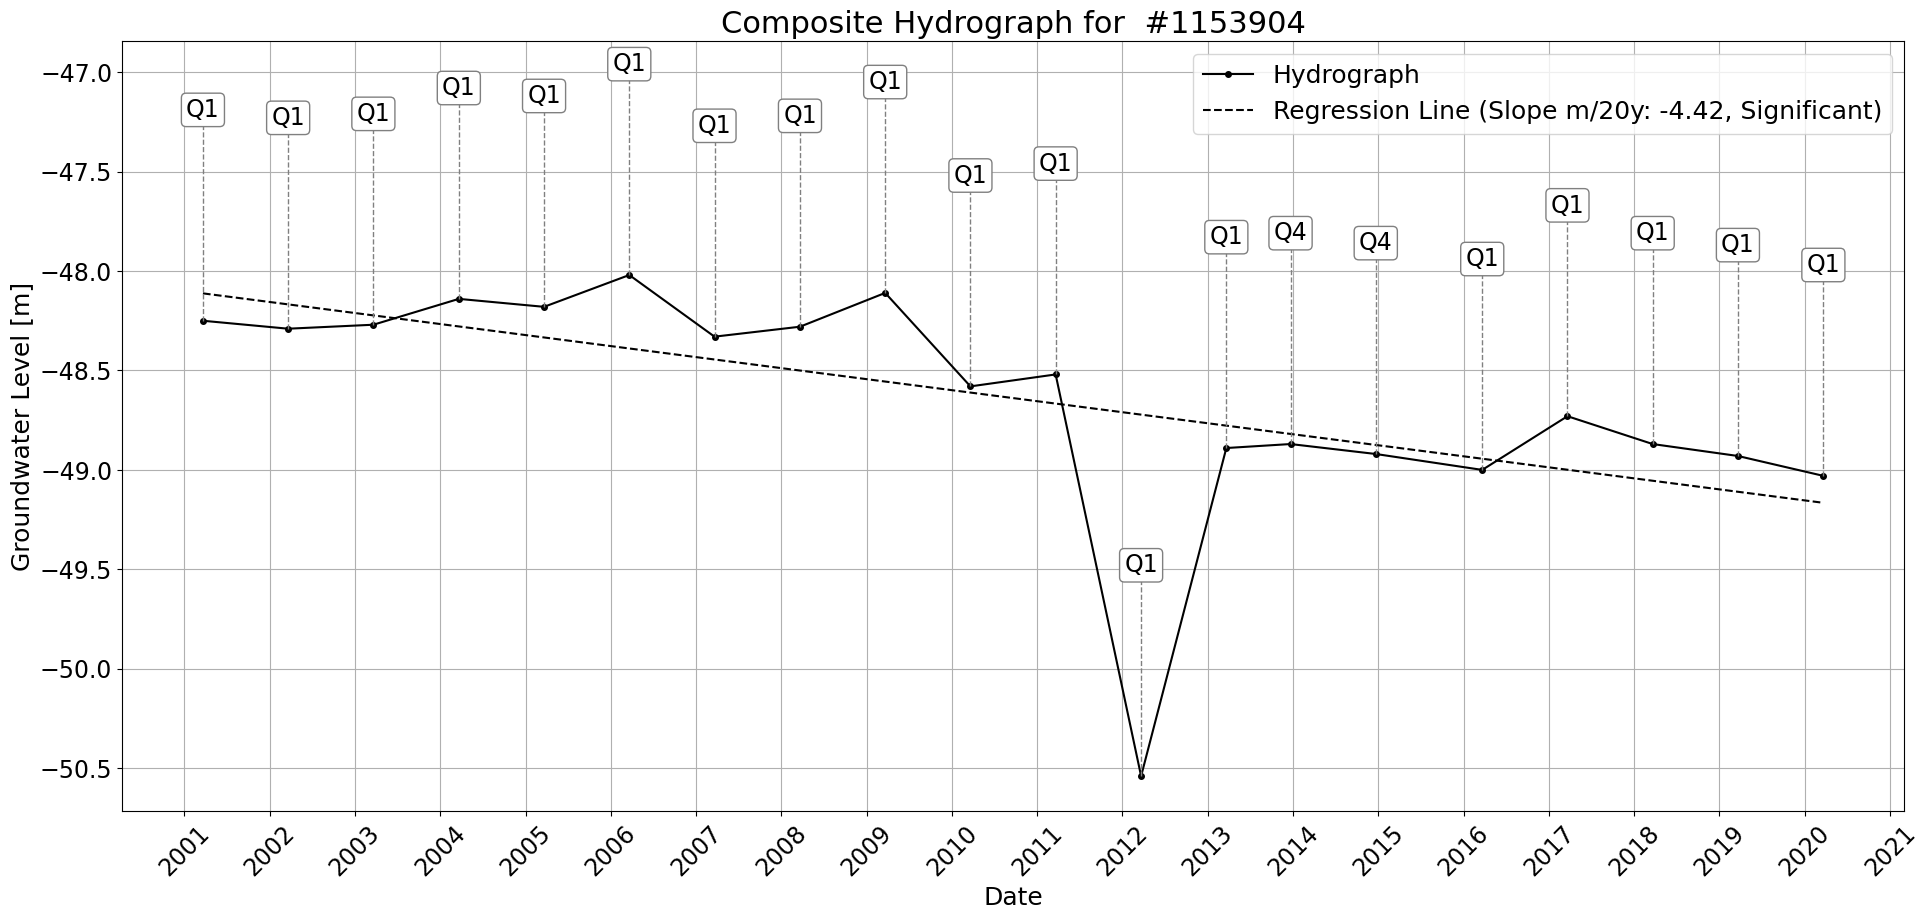 Composite Hydrograph for  #1153904
Hydrograph
Regression Line (Slope m/20y: -4.42, Significant)
Groundwater Level [m]
−47.0
−47.5
−48.0
−48.5
−49.0
−49.5
−50.0
−50.5
Q1
Q1
Q1
Q1
Q1
Q1
Q1
Q1
Q1
Q1
Q1
Q1
Q1
Q4
Q4
Q1
Q1
Q1
Q1
Q1
2001
2002
2003
2004
2005
2006
2007
2008
2009
2010
2011
2012
2013
2014
2015
2016
2017
2018
2019
2020
2021
Date